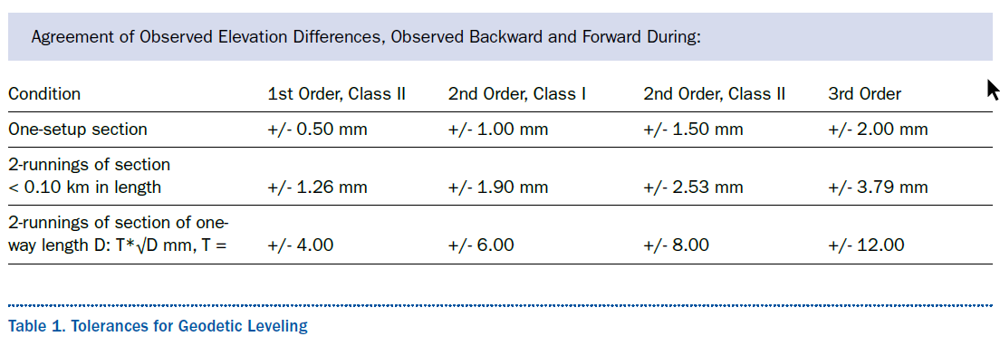 Agreement of Observed Elevation Differences, Observed Backward and Forward During:
Condition 1st Order, Class II 2nd Order, Class I 2nd Order, Class II 3rd Order
One-setup section +/- 0.50 mm +/- 1.00 mm +/- 1.50 mm +/- 2.00 mm
2-runnings of section
< 0.10 km in length +/- 1.26 mm +/- 1.90 mm +/- 2.53 mm +/- 3.79 mm
2-runnings of section of one-
way length D: T*√D mm, T = +/- 4.00 +/- 6.00 +/- 8.00 +/- 12.00
Table 1. Tolerances for Geodetic Leveling